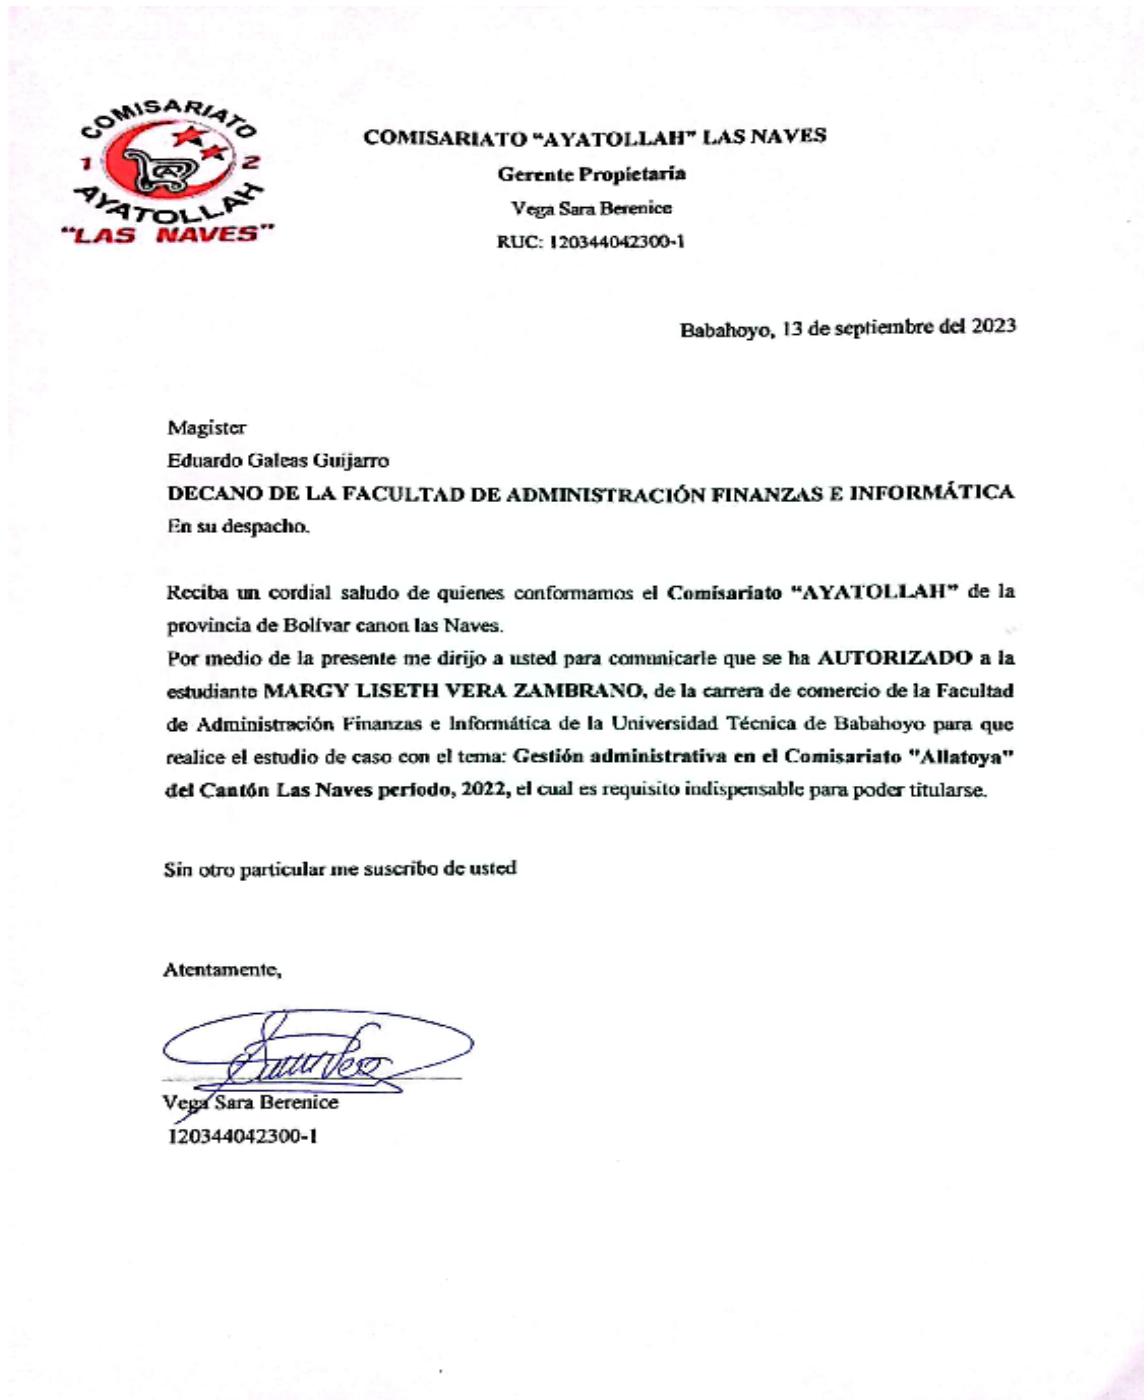 COMISARIATO
1 2
AYATOLLAH
"LAS NAVES"
COMISARIATO “AYATOLLAH” LAS NAVES
Gerente Propietaria
Vega Sara Berenice
RUC: 120344042300-1
Babahoyo, 13 de septiembre del 2023
Magister
Eduardo Galeas Guijarro
DECANO DE LA FACULTAD DE ADMINISTRACIÓN FINANZAS E INFORMÁTICA
En su despacho.
Reciba un cordial saludo de quienes conformamos el Comisariato “AYATOLLAH” de la
provincia de Bolívar canon las Naves.
Por medio de la presente me dirijo a usted para comunicarle que se ha AUTORIZADO a la
estudiante MARGY LISETH VERA ZAMBRANO, de la carrera de comercio de la Facultad
de Administración Finanzas e Informática de la Universidad Técnica de Babahoyo para que
realice el estudio de caso con el tema: Gestión administrativa en el Comisariato "Allatoya"
del Cantón Las Naves período, 2022, el cual es requisito indispensable para poder titularse.
Sin otro particular me suscribo de usted
Atentamente,
Vega Sara Berenice
120344042300-1